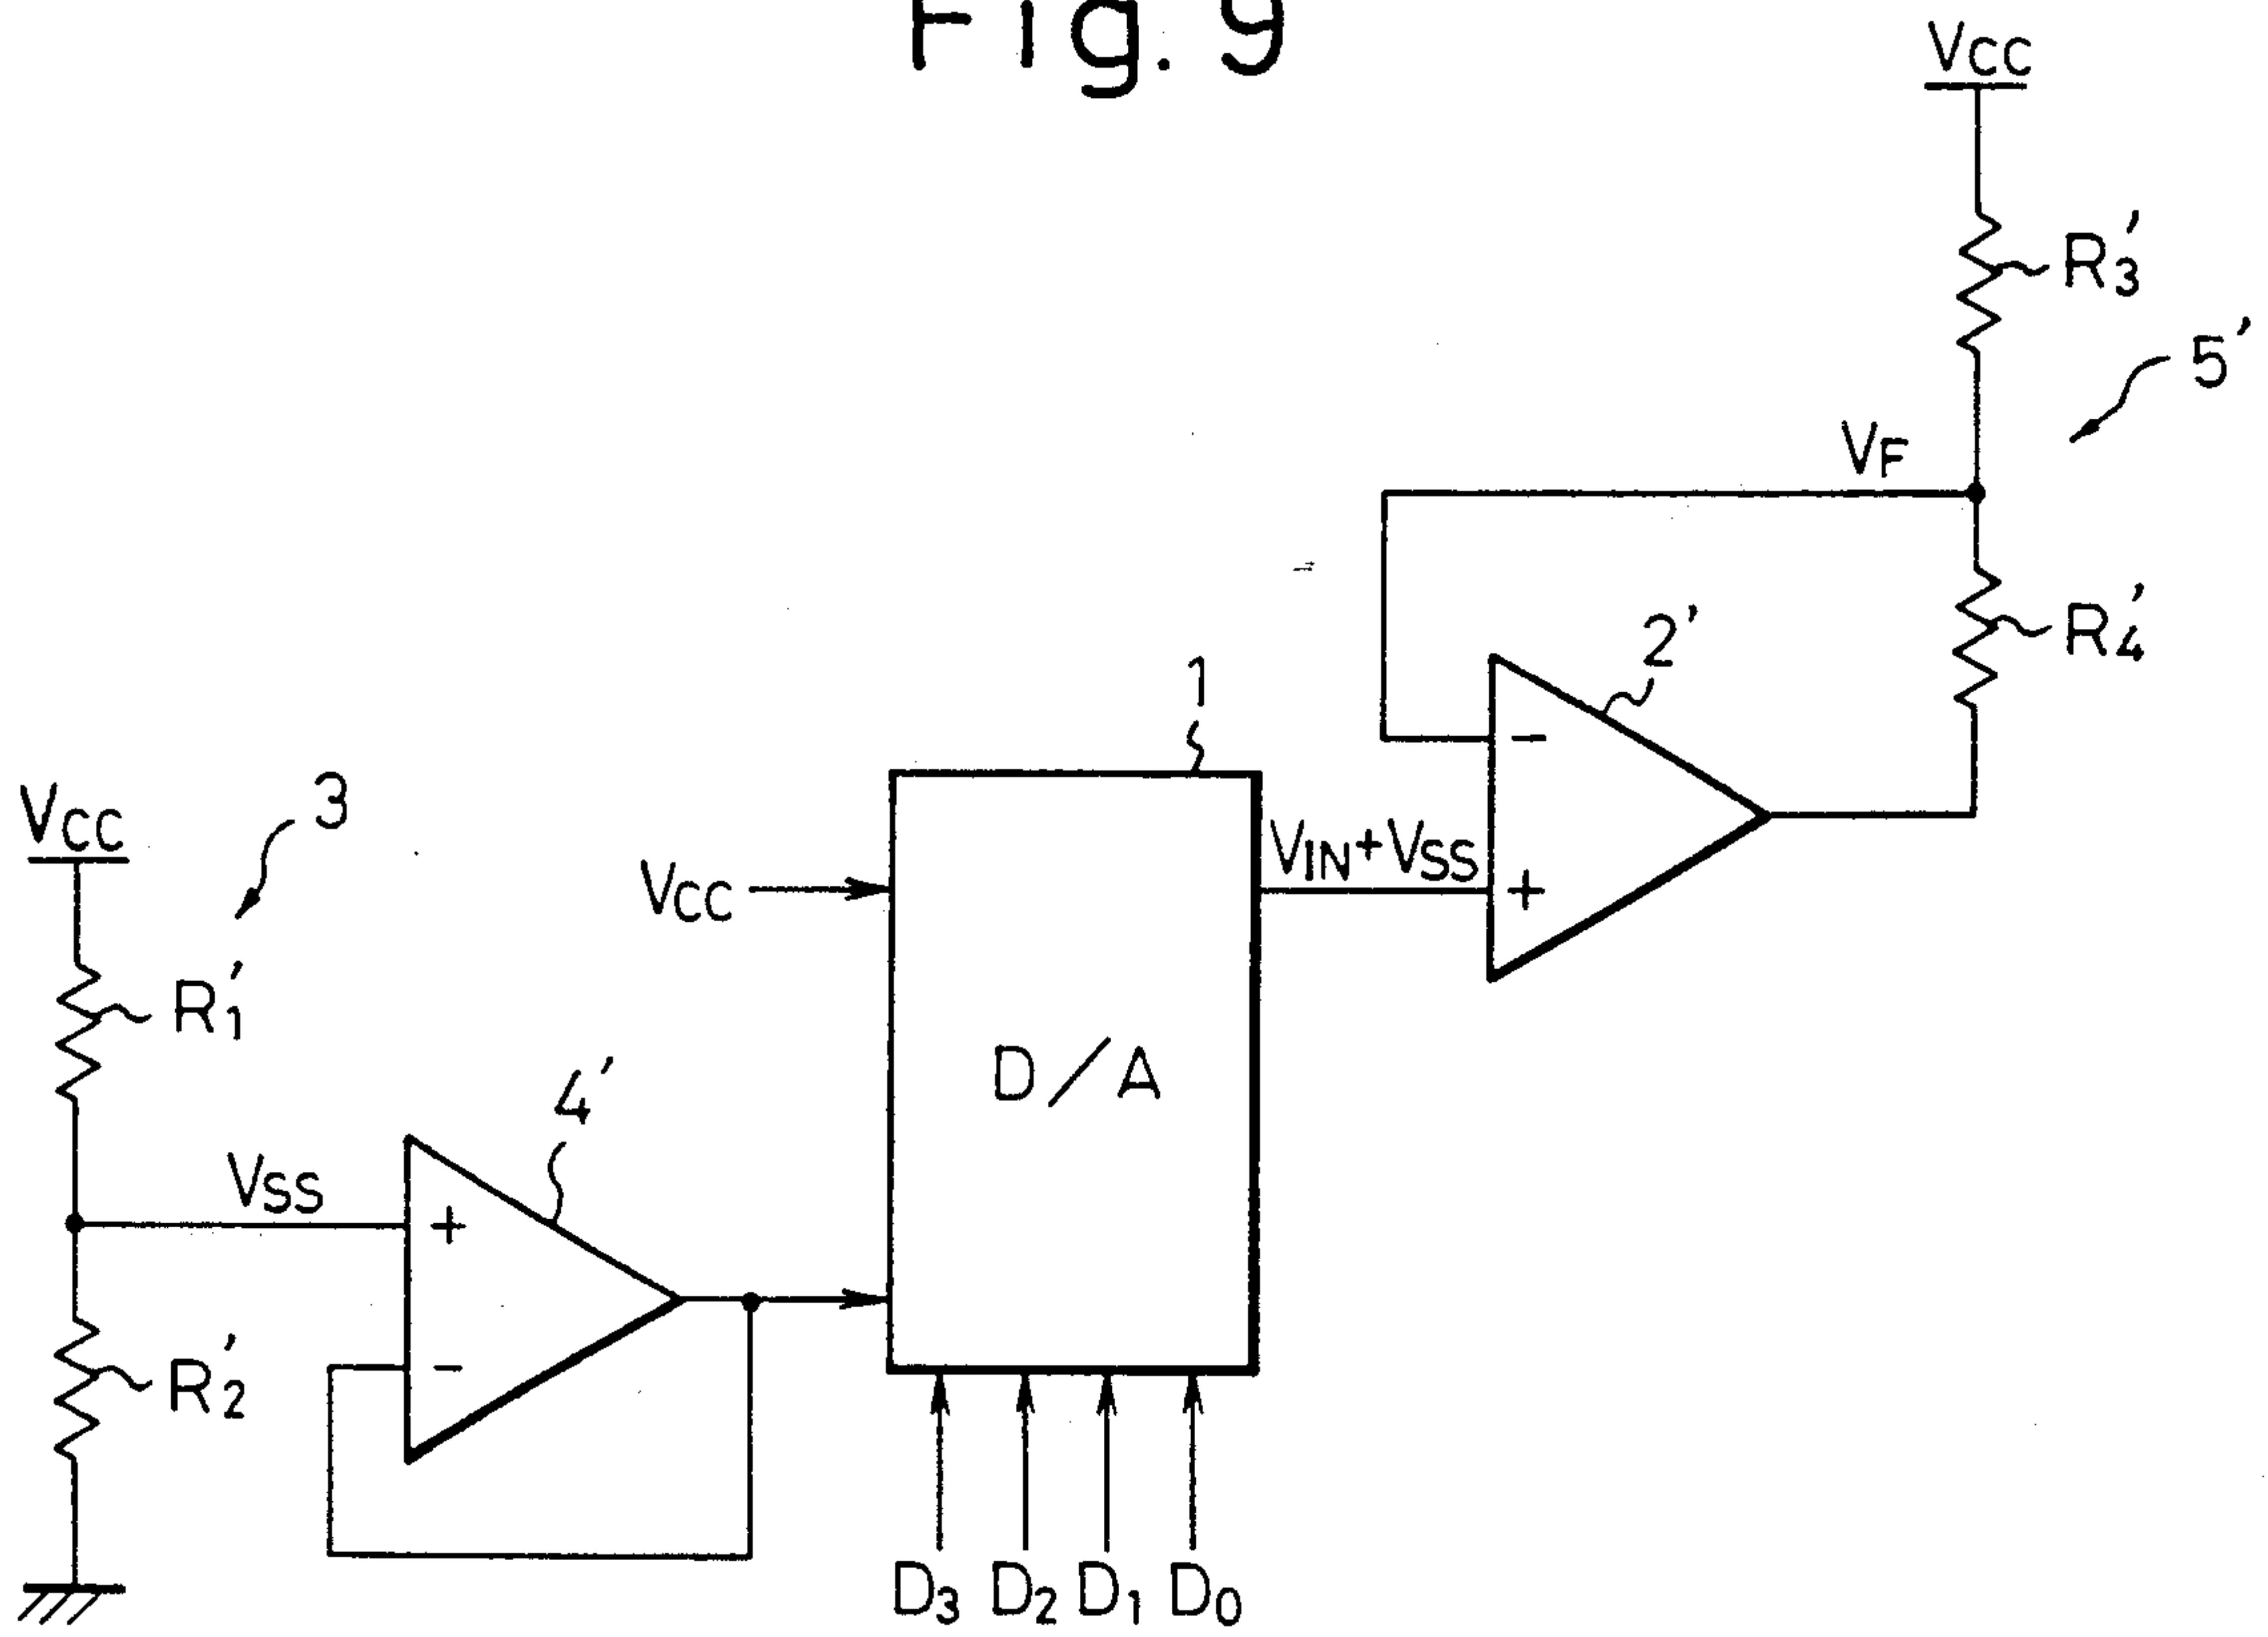 Fig. 9
VCC
R3'
5'
VF
R4'
2'
1
VCC
3
VCC
VIN+VSS
-
+
R1'
D/A
4'
VSS
+
-
R2'
D3 D2 D1 D0